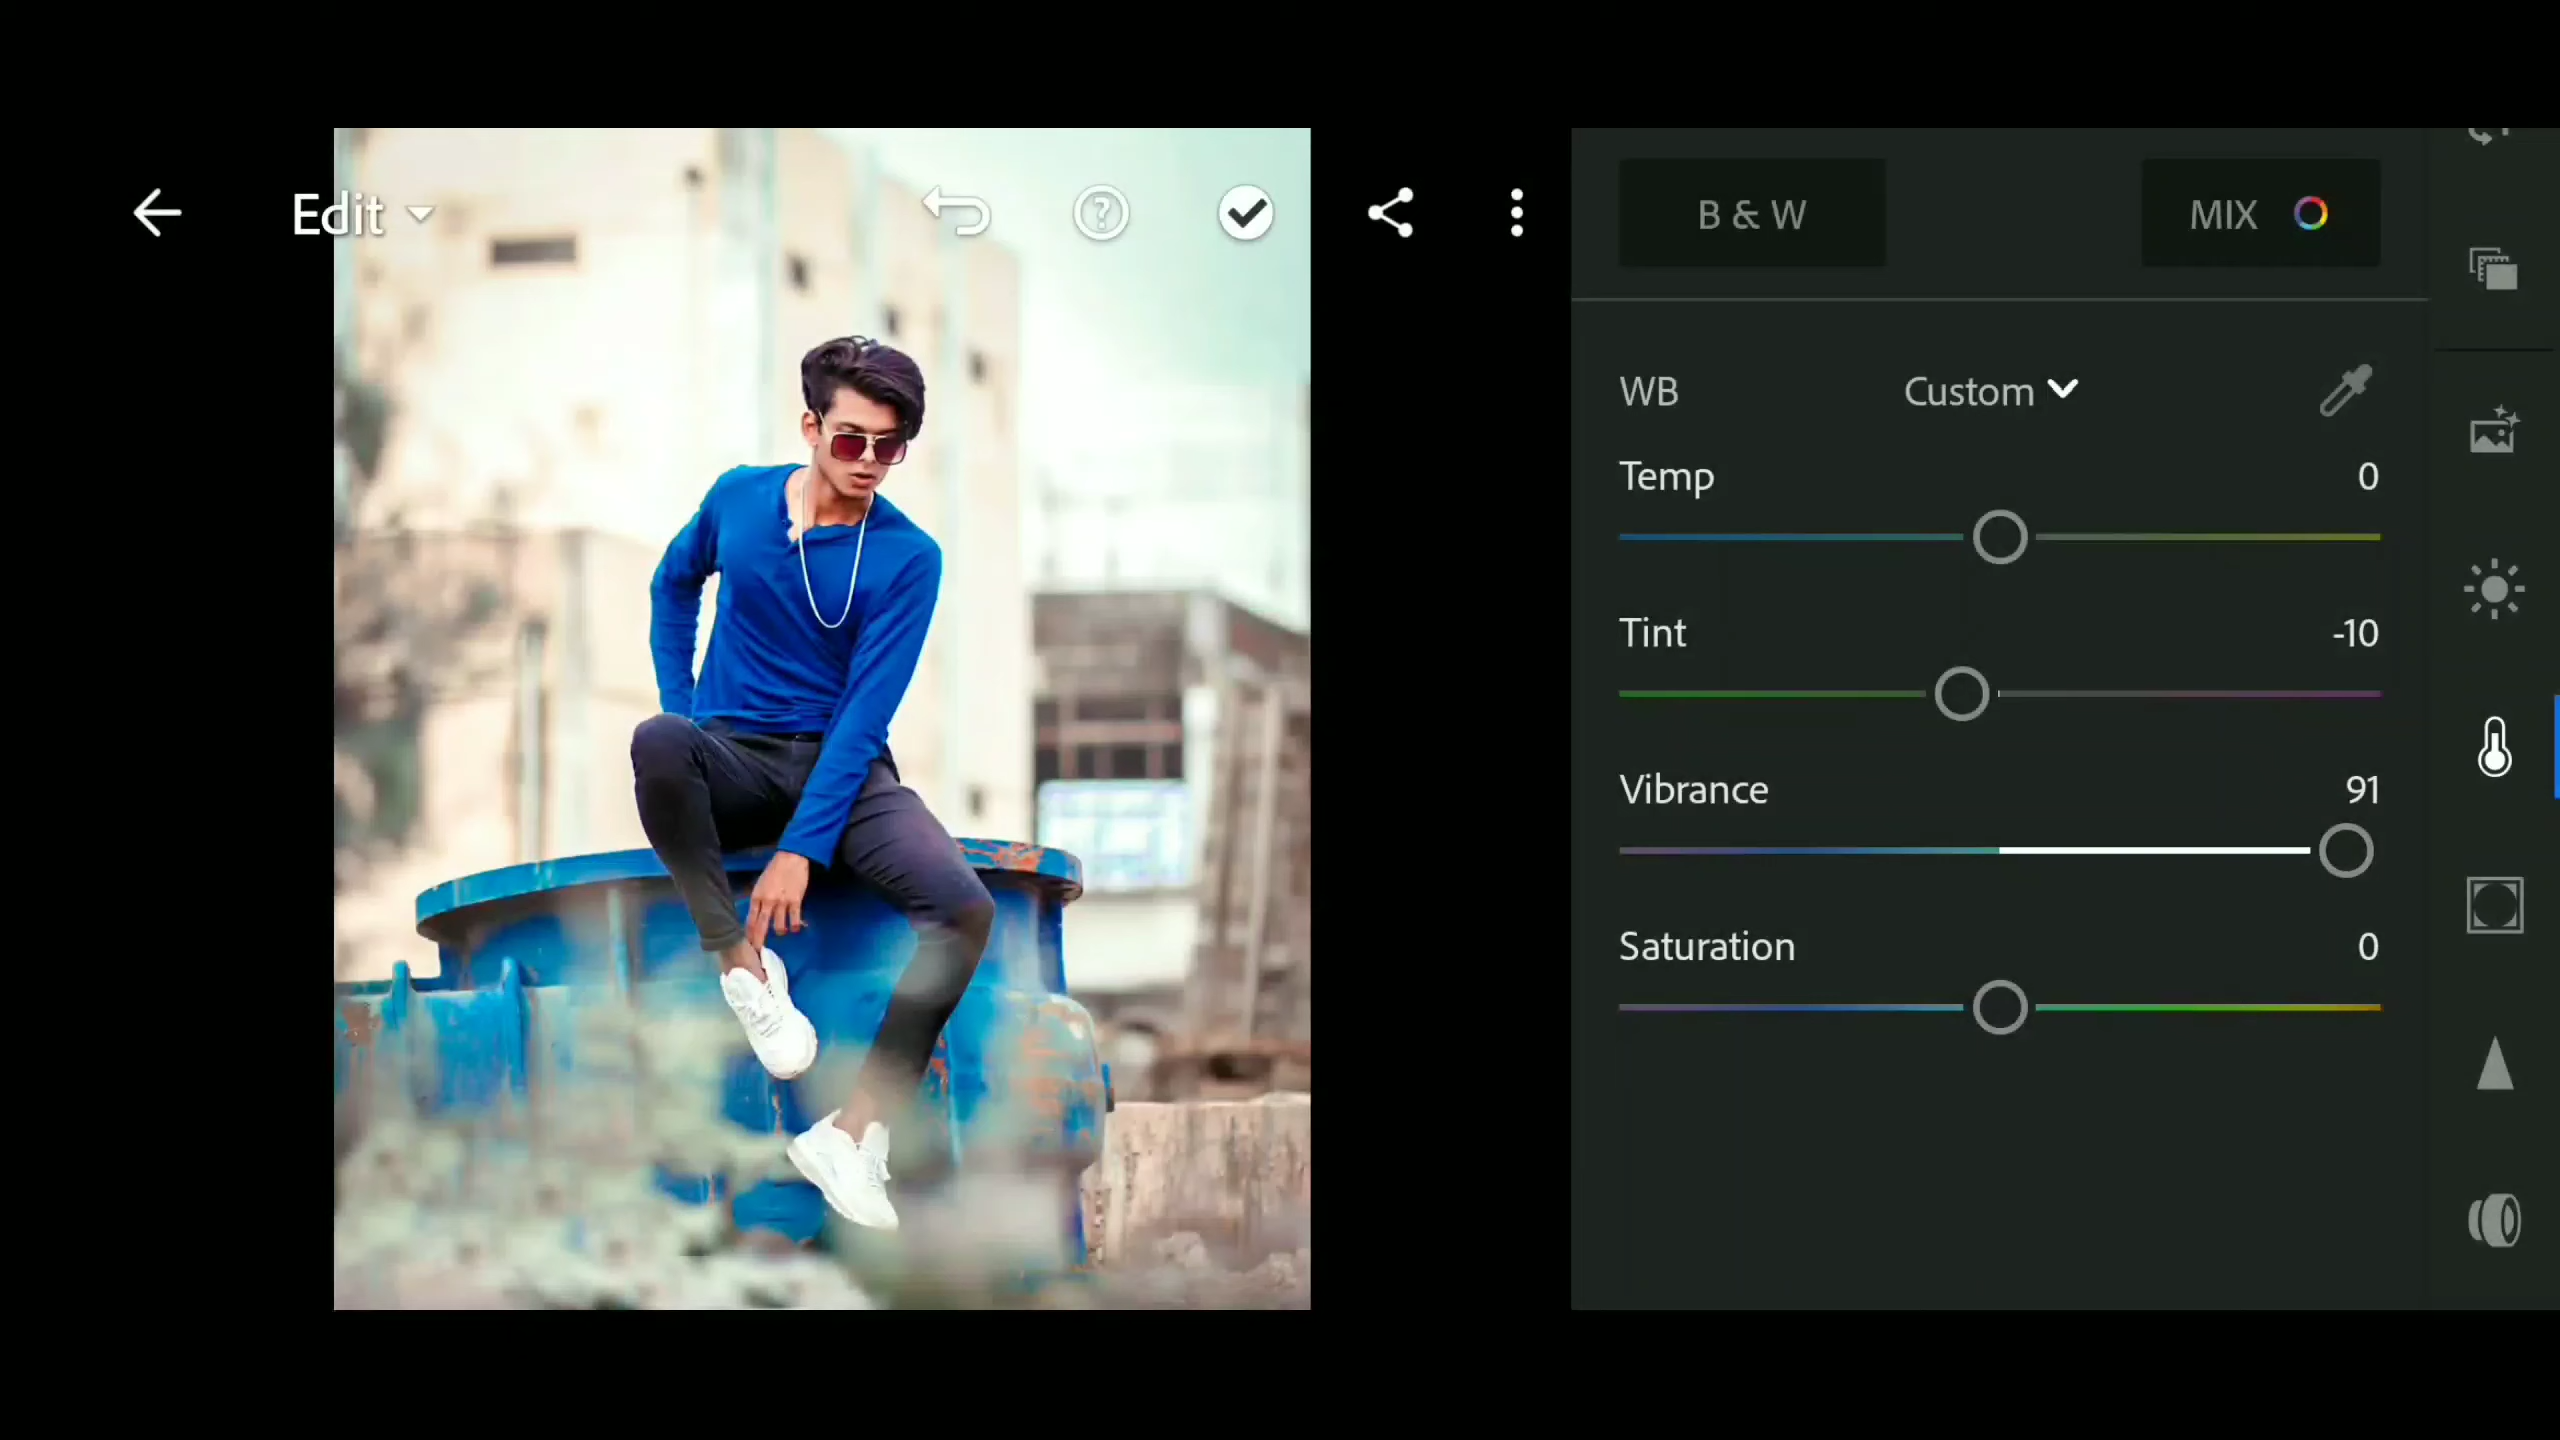 Edit
B & W
MIX
WB Custom
Temp 0
Tint -10
Vibrance 91
Saturation 0